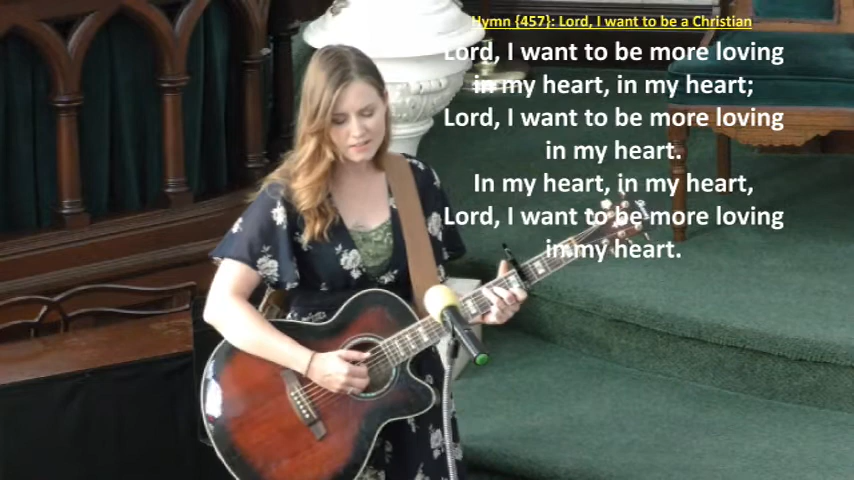 Hymn {457}: Lord, I want to be a Christian
Lord, I want to be more loving
in my heart, in my heart;
Lord, I want to be more loving
in my heart.
In my heart, in my heart,
Lord, I want to be more loving
in my heart.